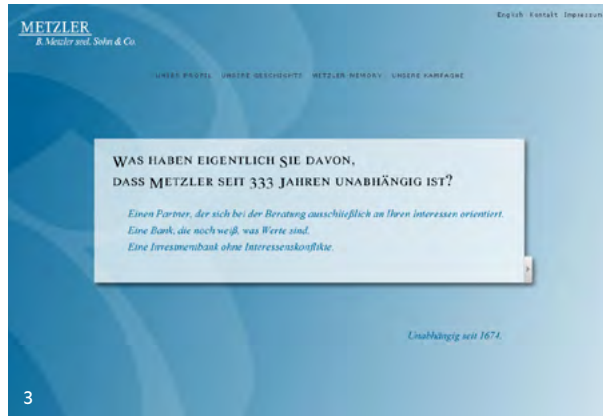 English Kontakt Impressum
METZLER
B. Metzler seel. Sohn & Co.
UNSER PROFIL UNSERE GESCHICHTE METZLER MEMORY UNSERE KAMPAGNE
WAS HABEN EIGENTLICH SIE DAVON,
DASS METZLER SEIT 333 JAHREN UNABHÄNGIG IST?
Einen Partner, der sich bei der Beratung ausschließlich an Ihren Interessen orientiert.
Eine Bank, die noch weiß, was Werte sind.
Eine Investmentbank ohne Interessenskonflikte.
Unabhängig seit 1674.
3